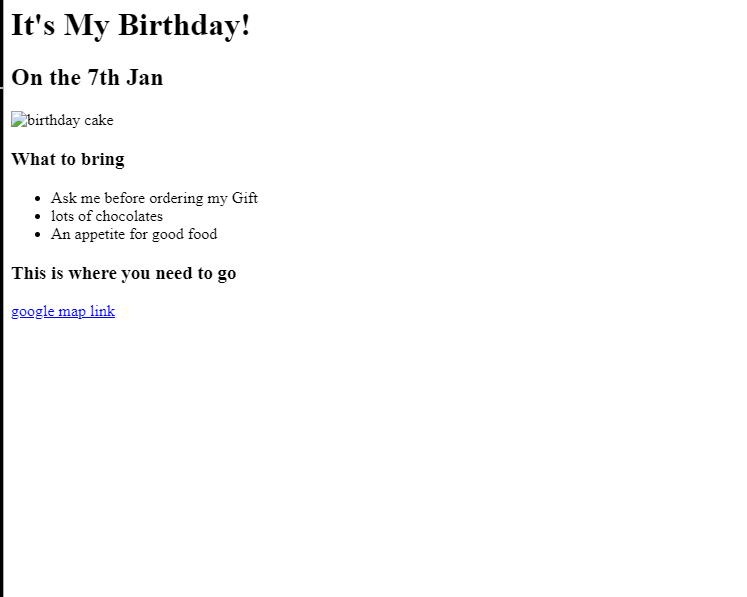 It's My Birthday!
On the 7th Jan
birthday cake
What to bring
Ask me before ordering my Gift
lots of chocolates
An appetite for good food
This is where you need to go
google map link